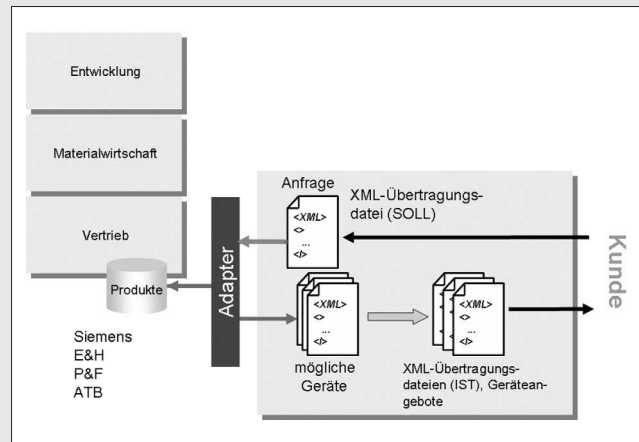 Entwicklung
Materialwirtschaft
Vertrieb
Produkte
Siemens
E&H
P&F
ATB
Adapter
Anfrage
<XML>
<>
...
</>
XML-Übertragungs-
datei (SOLL)
<XML>
<>
...
</>
mögliche
Geräte
<XML>
<>
...
</>
XML-Übertragungs-
dateien (IST), Gerätean-
gebote
Kunde